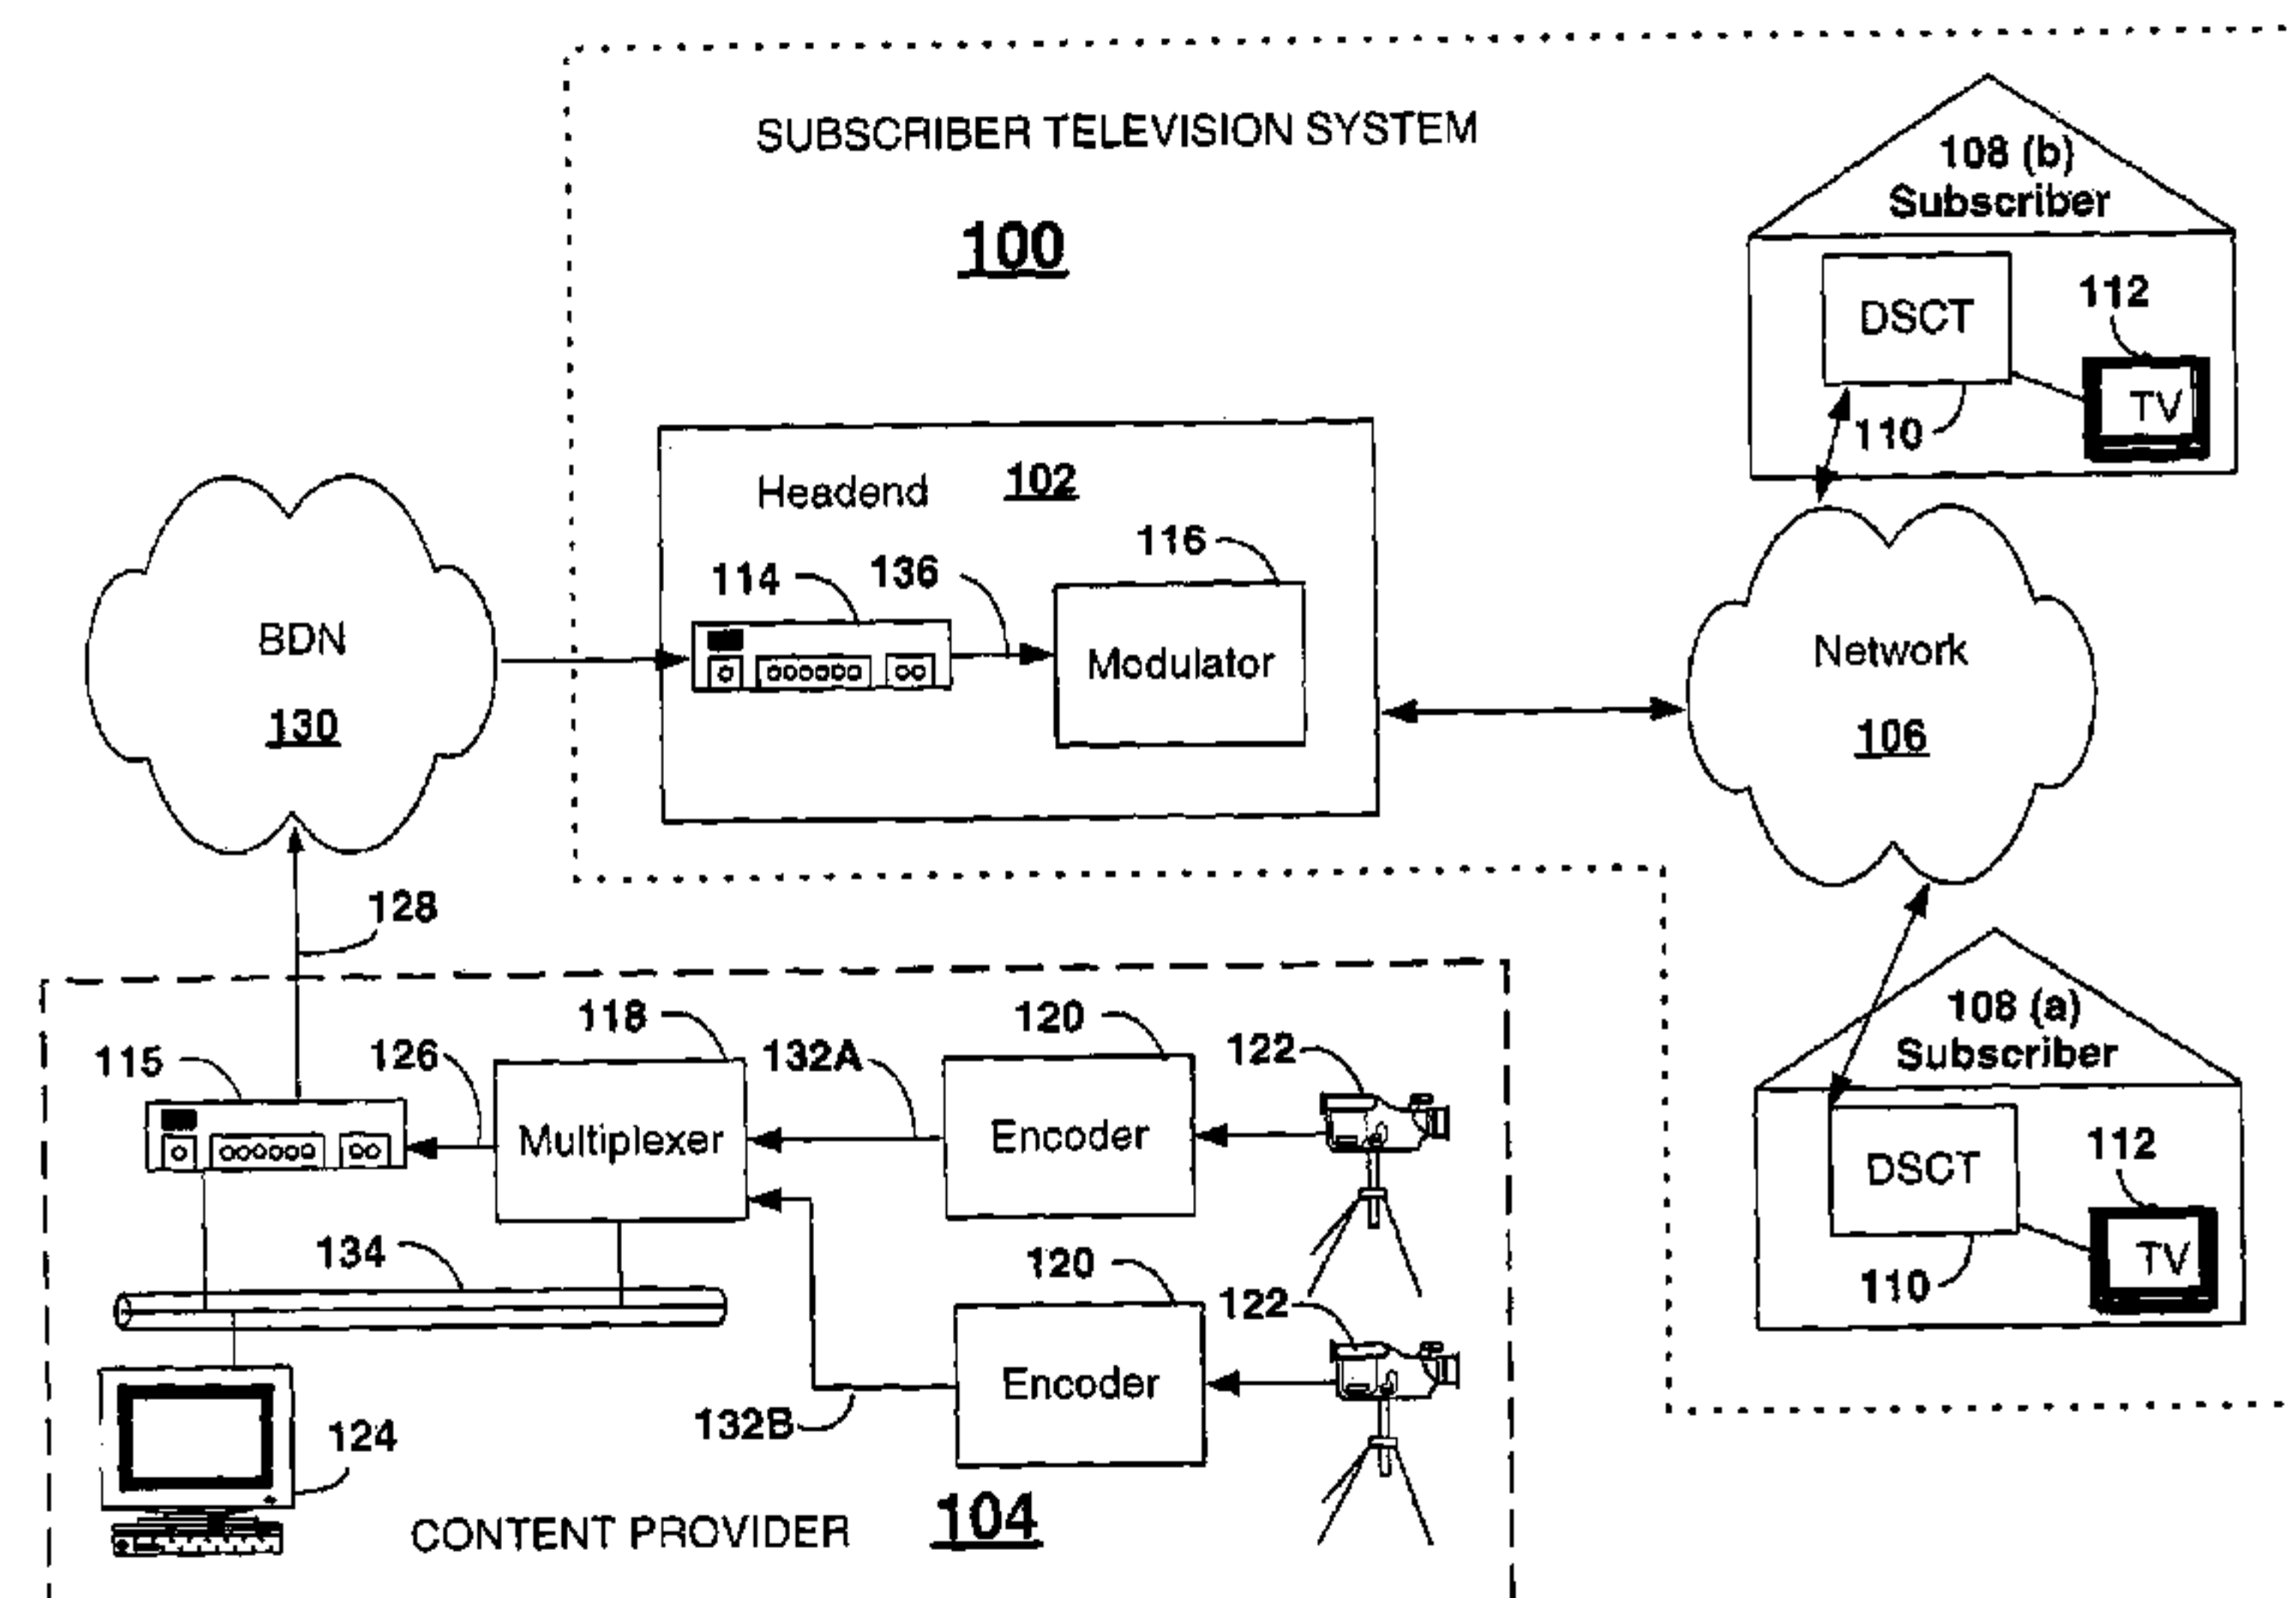 SUBSCRIBER TELEVISION SYSTEM
100
108 (b)
Subscriber
DSCT
112
TV
110
Headend 102
116
114 136
Modulator
BDN
130
Network
106
128
108 (a)
Subscriber
DSCT
112
TV
110
118 120
115 126 132A 122
Multiplexer Encoder
134 120 122
Encoder
132B
124
CONTENT PROVIDER 104